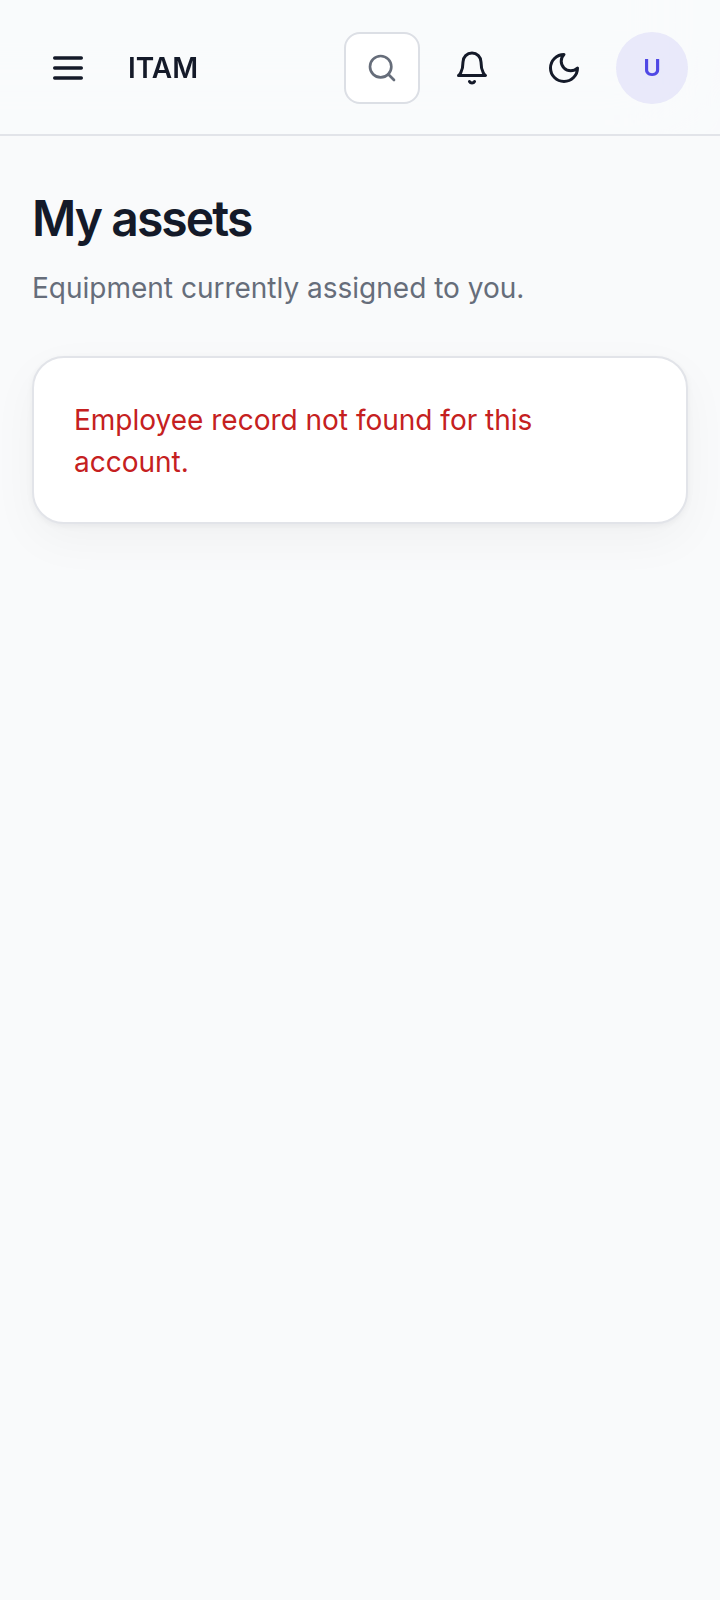 ITAM
U
My assets
Equipment currently assigned to you.
Employee record not found for this
account.